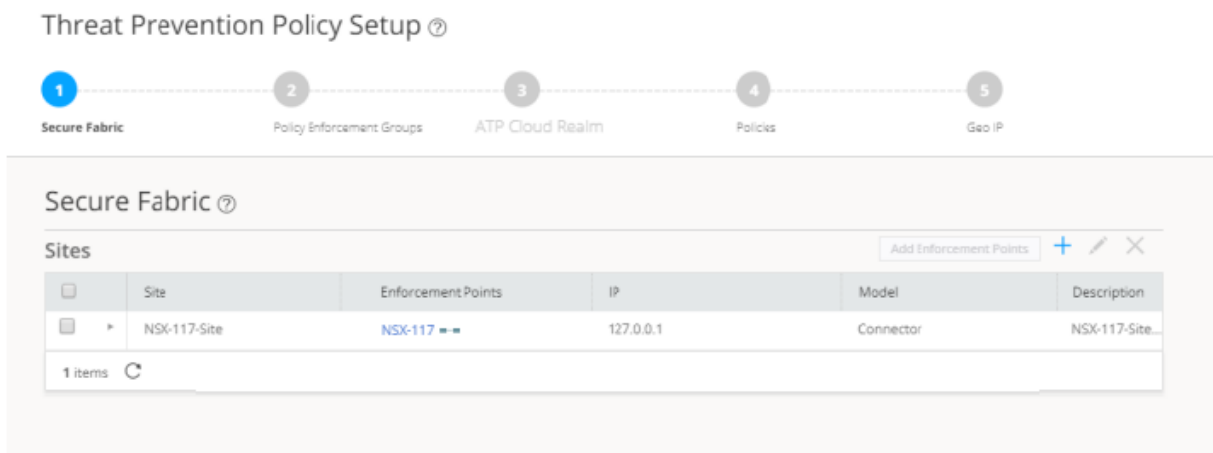 Threat Prevention Policy Setup ?
1 2 3 4 5
Secure Fabric Policy Enforcement Groups ATP Cloud Realm Policies Geo IP
Secure Fabric ?
Sites Add Enforcement Points
Site Enforcement Points IP Model Description
NSX-117-Site NSX-117 127.0.0.1 Connector NSX-117-Site...
1 items